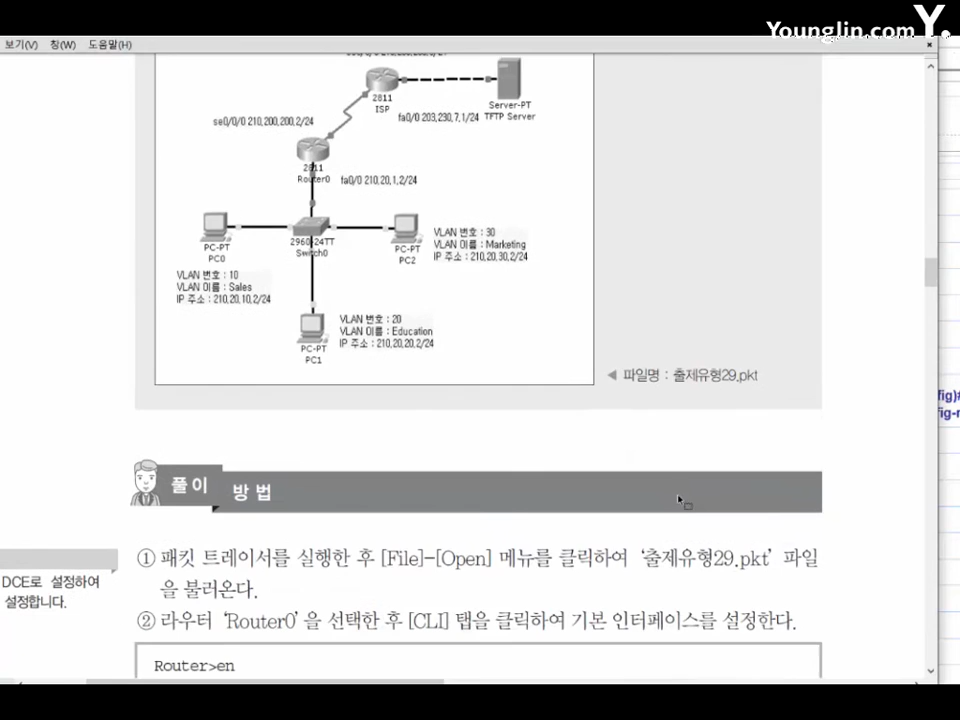 Younglin.com Y.
보기(V) 창(W) 도움말(H)
2811
ISP
Server-PT
TFTP Server
fa0/0 203,230,7,1/24
se0/0/0 210,200,200,2/24
2811
Router0
fa0/0 210,20,1,2/24
PC-PT
PC0
2960-24TT
Switch0
PC-PT
PC2
VLAN 번호 : 30
VLAN 이름 : Marketing
IP 주소 : 210,20,30,2/24
VLAN 번호 : 10
VLAN 이름 : Sales
IP 주소 : 210,20,10,2/24
PC-PT
PC1
VLAN 번호 : 20
VLAN 이름 : Education
IP 주소 : 210,20,20,2/24
◀ 파일명 : 출제유형29.pkt
fig)#
풀이 방법
① 패킷 트레이서를 실행한 후 [File]-[Open] 메뉴를 클릭하여 ‘출제유형29.pkt’ 파일
을 불러온다.
DCE로 설정하여
설정합니다.
② 라우터 ‘Router0’을 선택한 후 [CLI] 탭을 클릭하여 기본 인터페이스를 설정한다.
Router>en